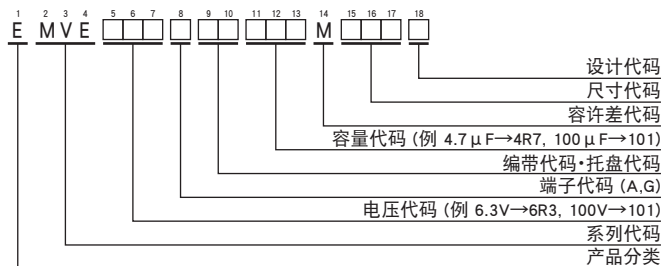 1 2 3 4 5 6 7 8 9 10 11 12 13 14 15 16 17 18
E M V E □□□ □ □□ □□□ M □□□ □
设计代码
尺寸代码
容许差代码
容量代码 (例 4.7μF→4R7, 100μF→101)
编带代码·托盘代码
端子代码 (A,G)
电压代码 (例 6.3V→6R3, 100V→101)
系列代码
产品分类